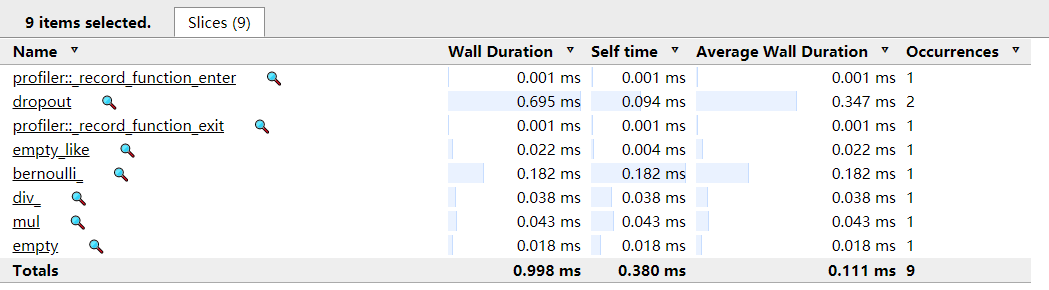 9 items selected. Slices (9)
Name Wall Duration Self time Average Wall Duration Occurrences
profiler::_record_function_enter 0.001 ms 0.001 ms 0.001 ms 1
dropout 0.695 ms 0.094 ms 0.347 ms 2
profiler::_record_function_exit 0.001 ms 0.001 ms 0.001 ms 1
empty_like 0.022 ms 0.004 ms 0.022 ms 1
bernoulli_ 0.182 ms 0.182 ms 0.182 ms 1
div_ 0.038 ms 0.038 ms 0.038 ms 1
mul 0.043 ms 0.043 ms 0.043 ms 1
empty 0.018 ms 0.018 ms 0.018 ms 1
Totals 0.998 ms 0.380 ms 0.111 ms 9